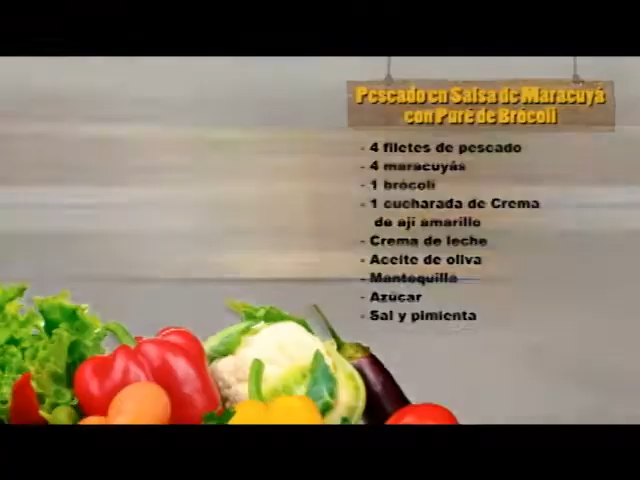 Pescado en Salsa de Maracuyá
con Puré de Brócoli
- 4 filetes de pescado
- 4 maracuyás
- 1 brócoli
- 1 cucharada de Crema
de ají amarillo
- Crema de leche
- Aceite de oliva
- Mantequilla
- Azúcar
- Sal y pimienta